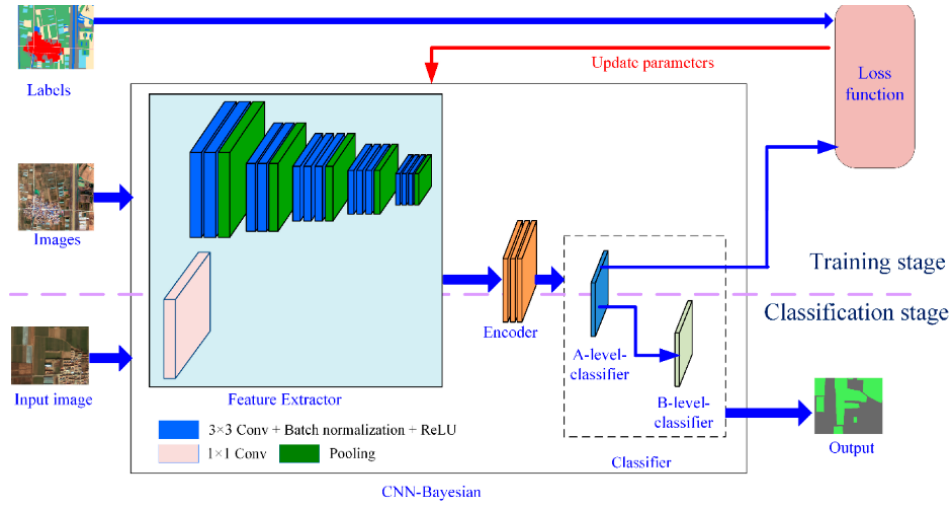 Labels
Update parameters
Loss
function
Images
Training stage
Classification stage
Encoder
A-level-
classifier
B-level-
classifier
Input image
Feature Extractor
3×3 Conv + Batch normalization + ReLU
1×1 Conv
Pooling
Classifier
Output
CNN-Bayesian